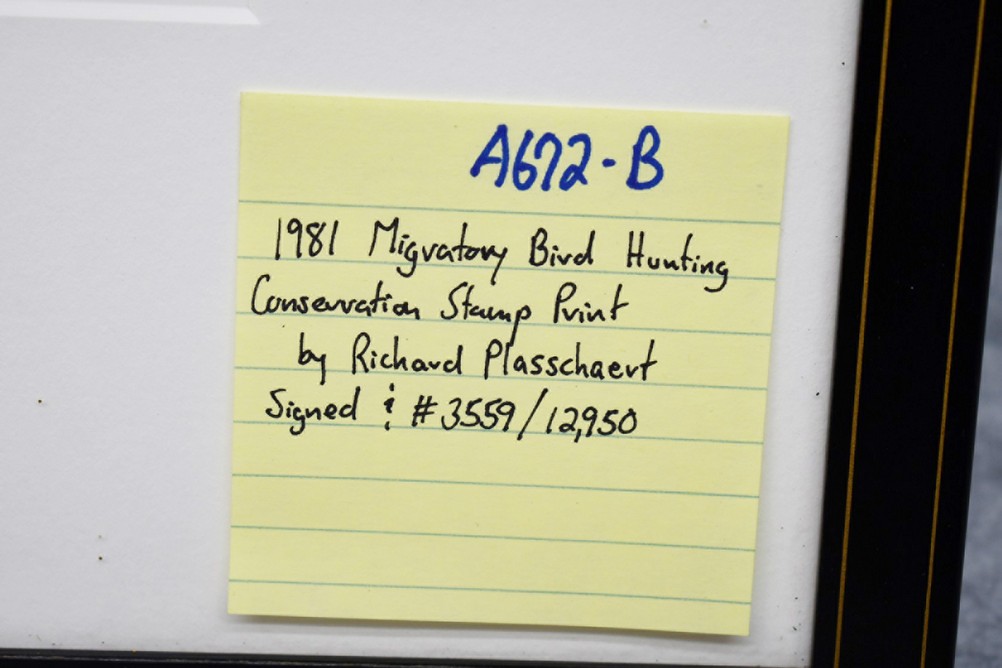 A672-B
1981 Migratory Bird Hunting
Conservation Stamp Print
by Richard Plasschaert
Signed & #3559/12,950